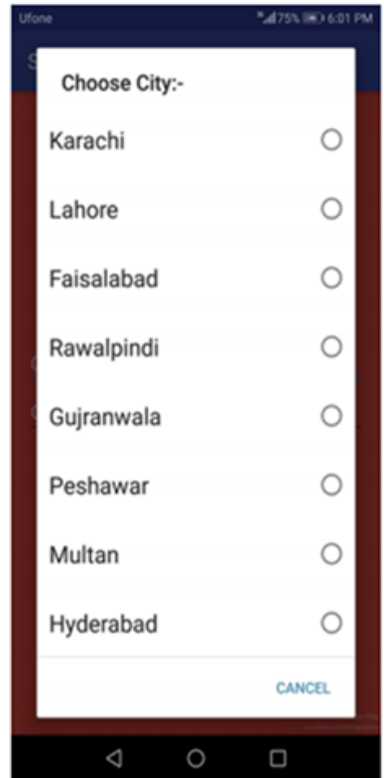 Ufone 75% 6:01 PM
S
Choose City:-
Karachi
Lahore
Faisalabad
Rawalpindi
Gujranwala
Peshawar
Multan
Hyderabad
CANCEL